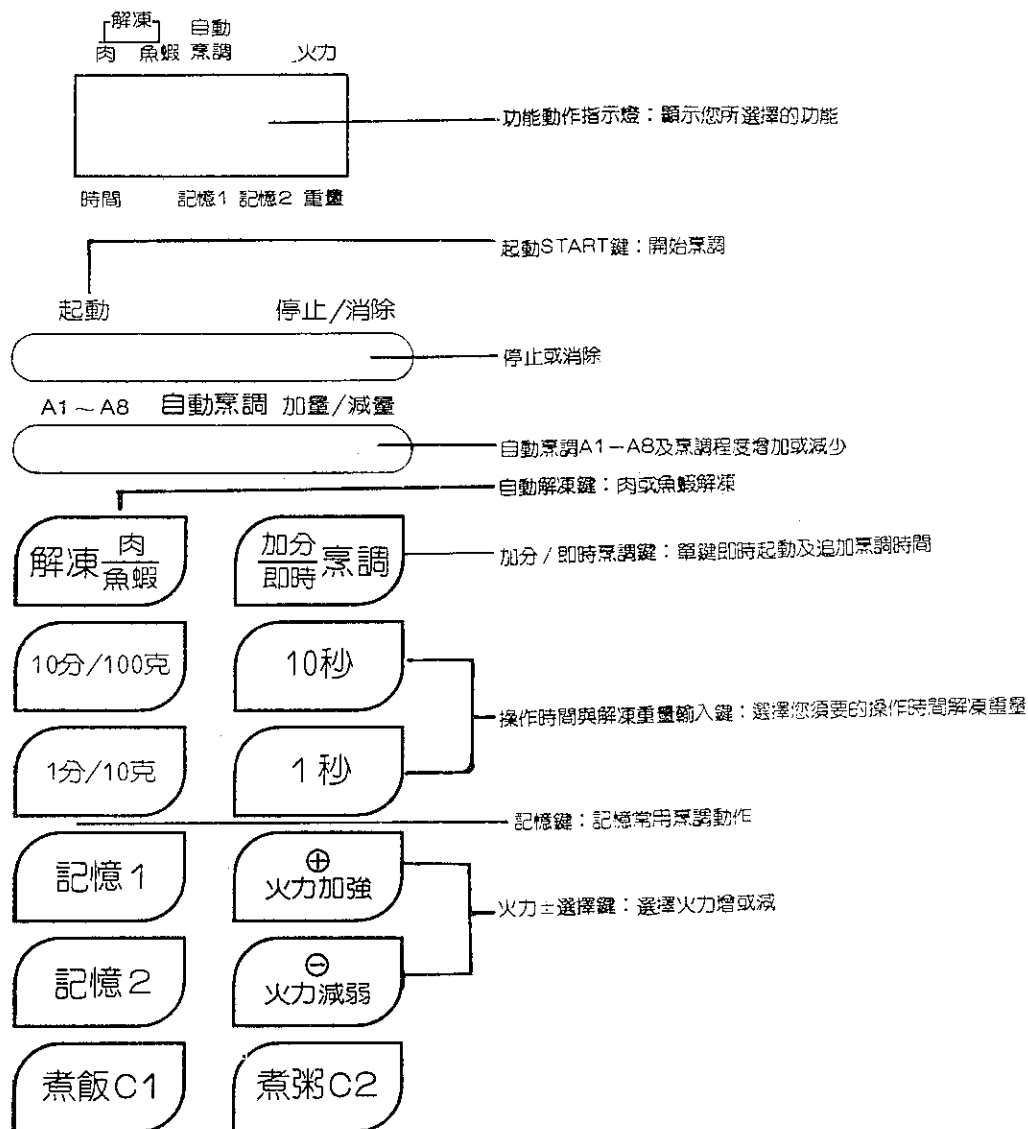 解凍
自動
肉 魚蝦 烹調 火力
功能動作指示燈：顯示您所選擇的功能
時間 記憶1 記憶2 重量
起動START鍵：開始烹調
起動 停止/消除
停止或消除
A1～A8 自動烹調 加量/減量
自動烹調A1－A8及烹調程度增加或減少
自動解凍鍵：肉或魚蝦解凍
解凍 肉 魚蝦
加分 即時 烹調
加分/即時烹調鍵：單鍵即時起動及追加烹調時間
10分/100克 10秒
操作時間與解凍重量輸入鍵：選擇您須要的操作時間解凍重量
1分/10克 1秒
記憶鍵：記憶常用烹調動作
記憶1 ⊕ 火力加強
火力±選擇鍵：選擇火力增或減
記憶2 ⊖ 火力減弱
煮飯C1 煮粥C2